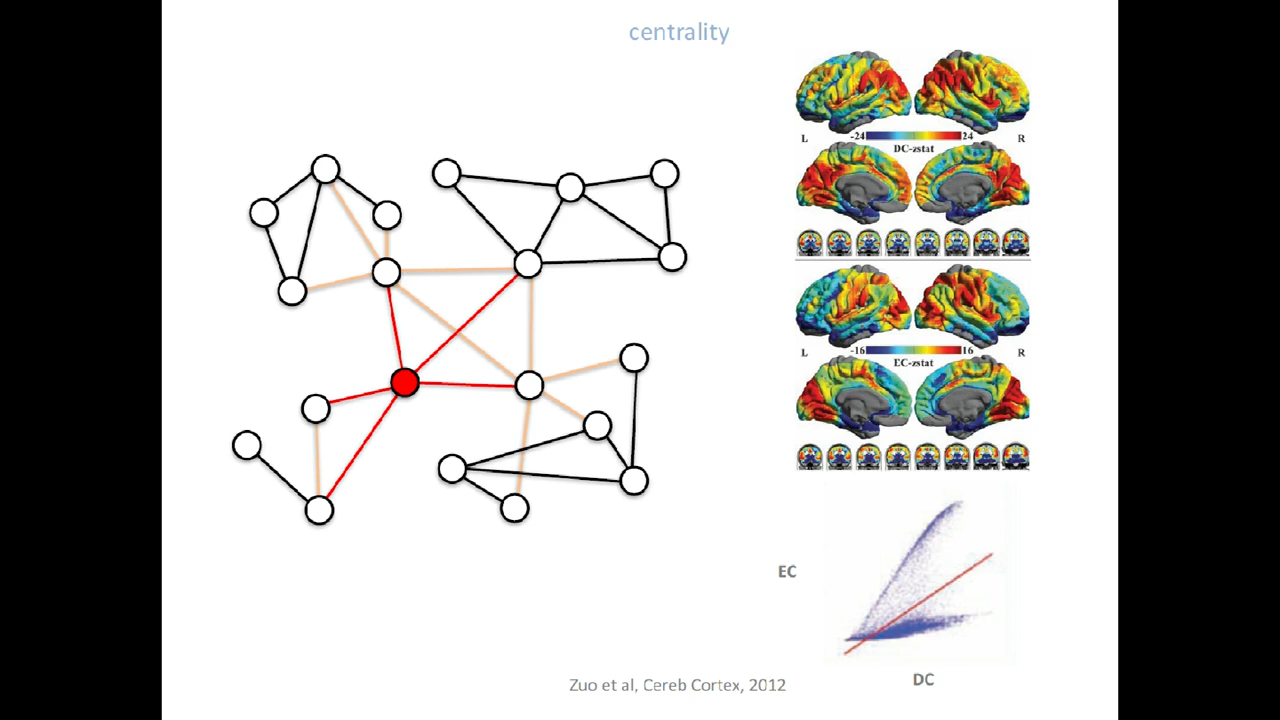 centrality
L -24 24 R
DC-zstat
L -16 16 R
EC-zstat
EC
DC
Zuo et al, Cereb Cortex, 2012